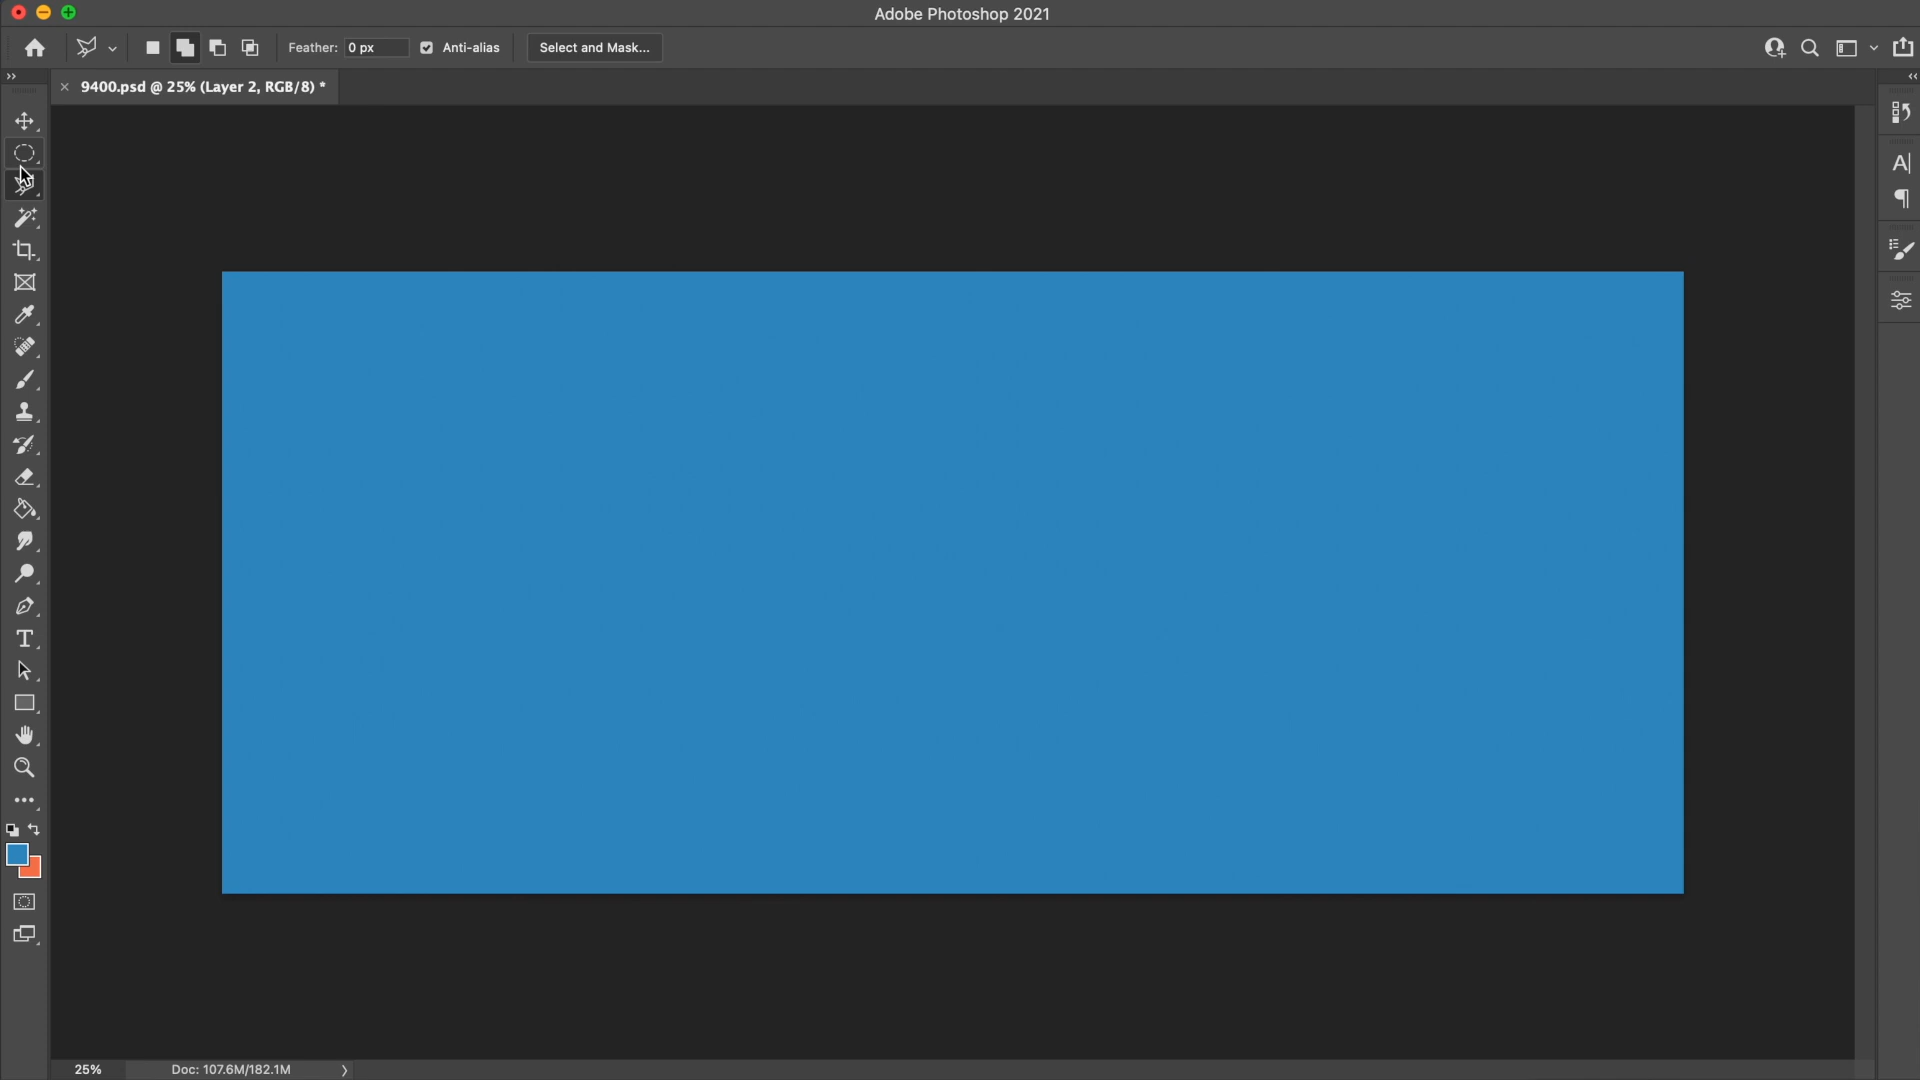 Adobe Photoshop 2021
Feather: 0 px Anti-alias Select and Mask...
9400.psd @ 25% (Layer 2, RGB/8) *
25% Doc: 107.6M/182.1M